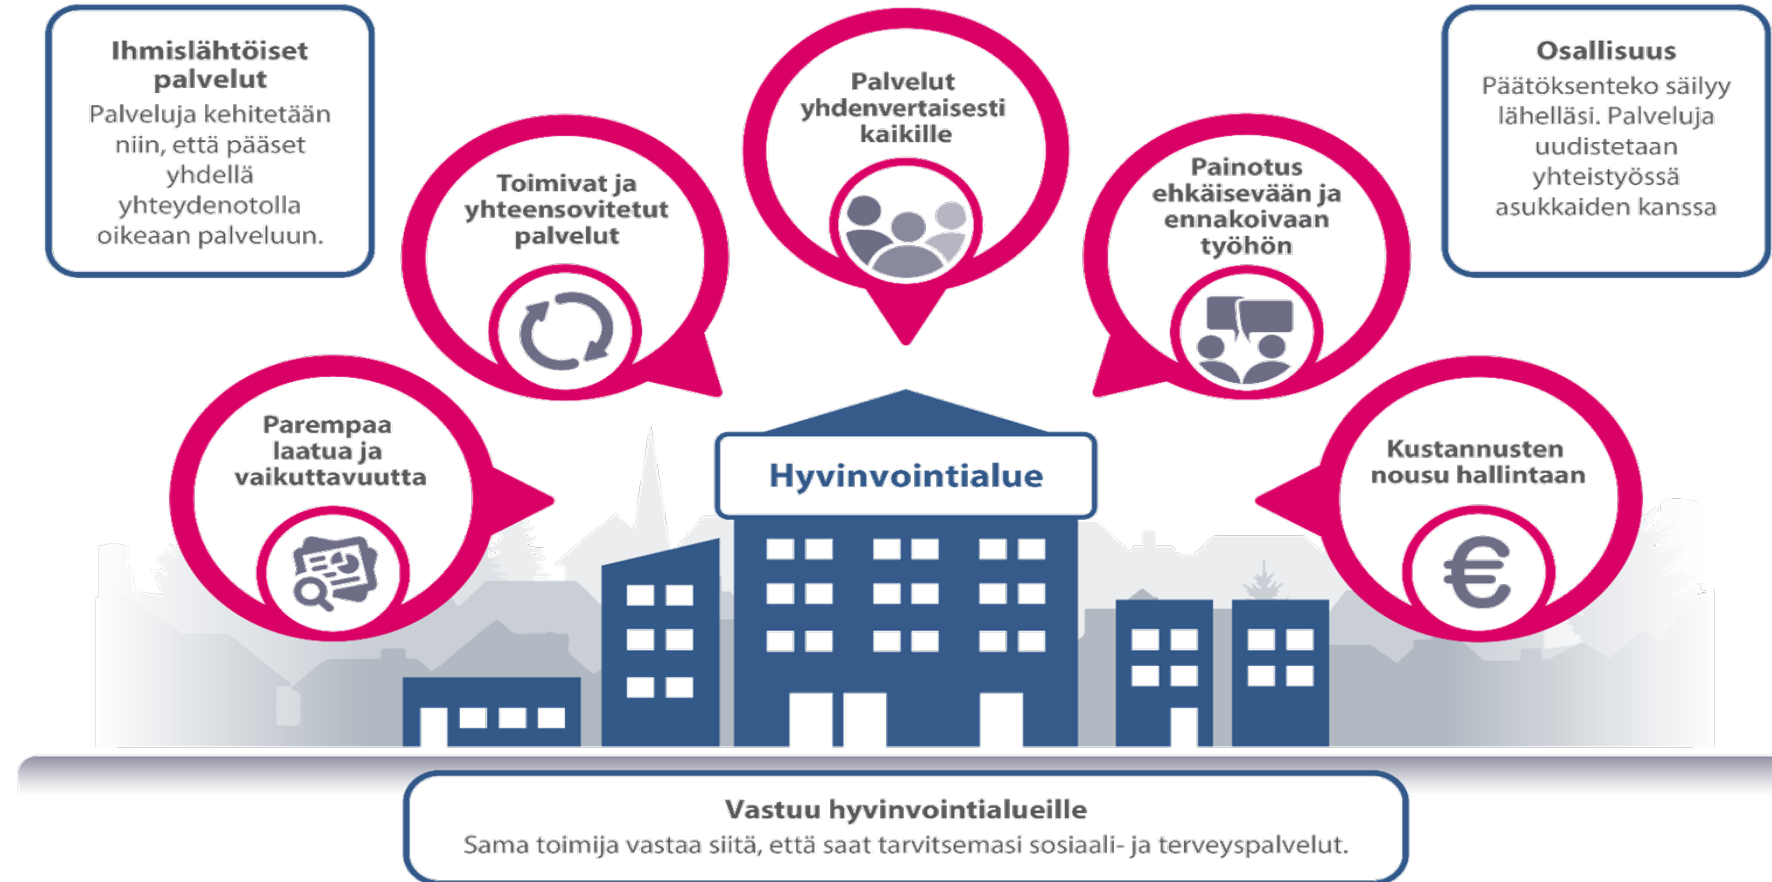 Ihmislähtöiset
palvelut
Palveluja kehitetään
niin, että pääset
yhdellä
yhteydenotolla
oikeaan palveluun.
Parempaa
laatua ja
vaikuttavuutta
Toimivat ja
yhteensovitetut
palvelut
Palvelut
yhdenvertaisesti
kaikille
Painotus
ehkäisevään ja
ennakoivaan
työhön
Kustannusten
nousu hallintaan
€
Osallisuus
Päätöksenteko säilyy
lähelläsi. Palveluja
uudistetaan
yhteistyössä
asukkaiden kanssa
Hyvinvointialue
Vastuu hyvinvointialueille
Sama toimija vastaa siitä, että saat tarvitsemasi sosiaali- ja terveyspalvelut.